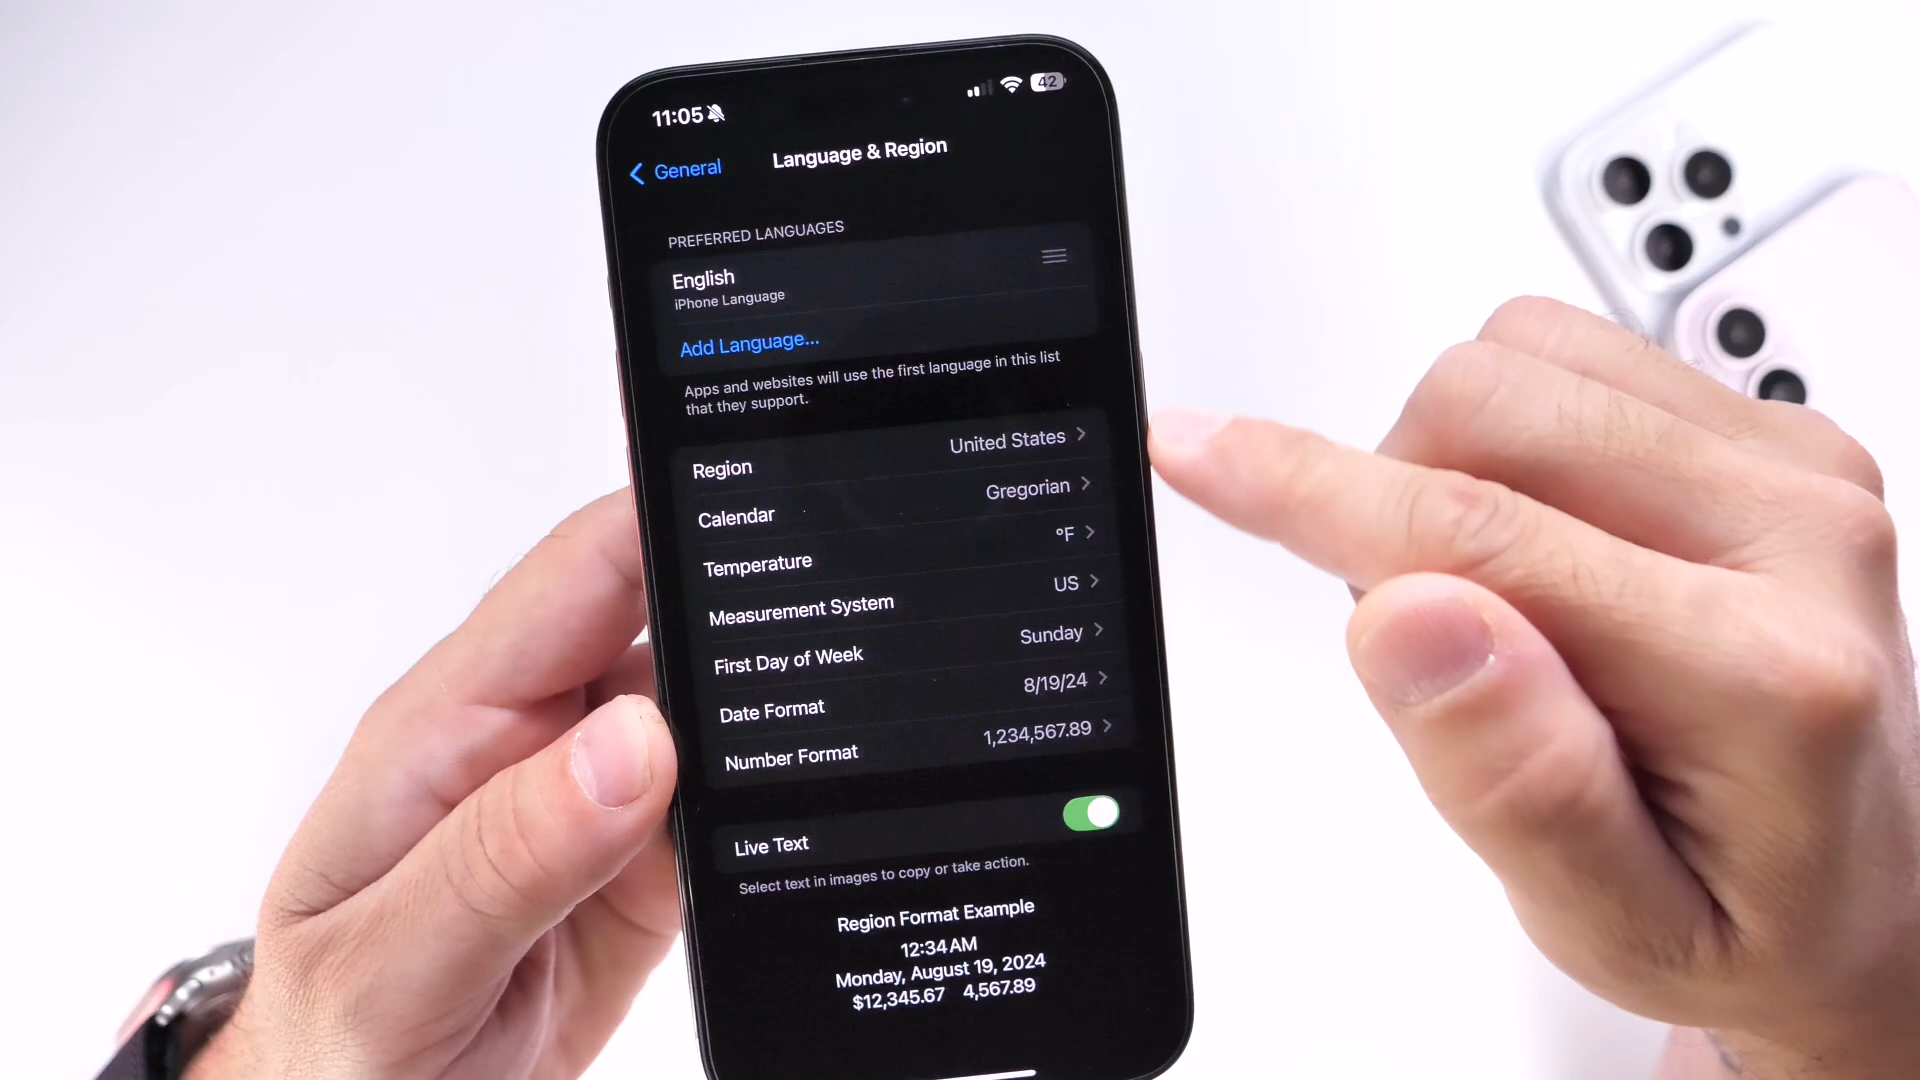 11:05
42
General
Language & Region
PREFERRED LANGUAGES
English
iPhone Language
Add Language...
Apps and websites will use the first language in this list
that they support.
Region United States
Calendar Gregorian
Temperature °F
Measurement System US
First Day of Week Sunday
Date Format 8/19/24
Number Format 1,234,567.89
Live Text
Select text in images to copy or take action.
Region Format Example
12:34 AM
Monday, August 19, 2024
$12,345.67 4,567.89